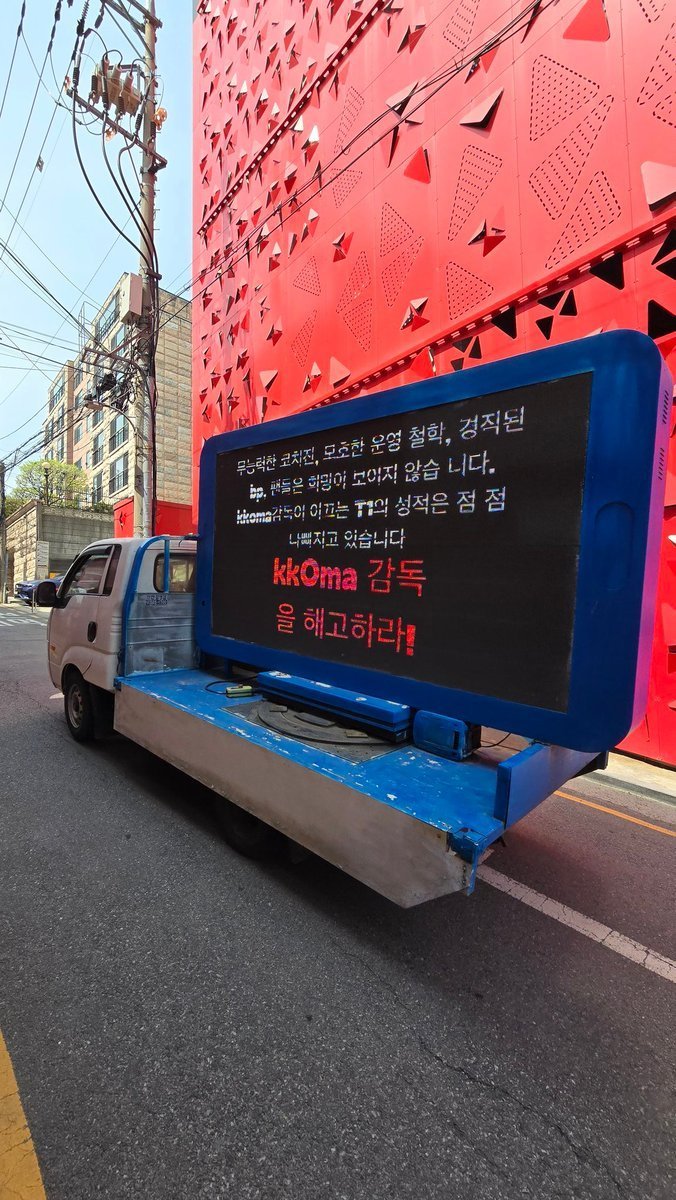 무능력한 코치진, 모호한 운영 철학, 경직된
bp. 팬들은 희망이 보이지 않습 니다.
kkoma감독이 이끄는 T1의 성적은 점 점
나빠지고 있습니다
kkOma 감독
을 해고하라!